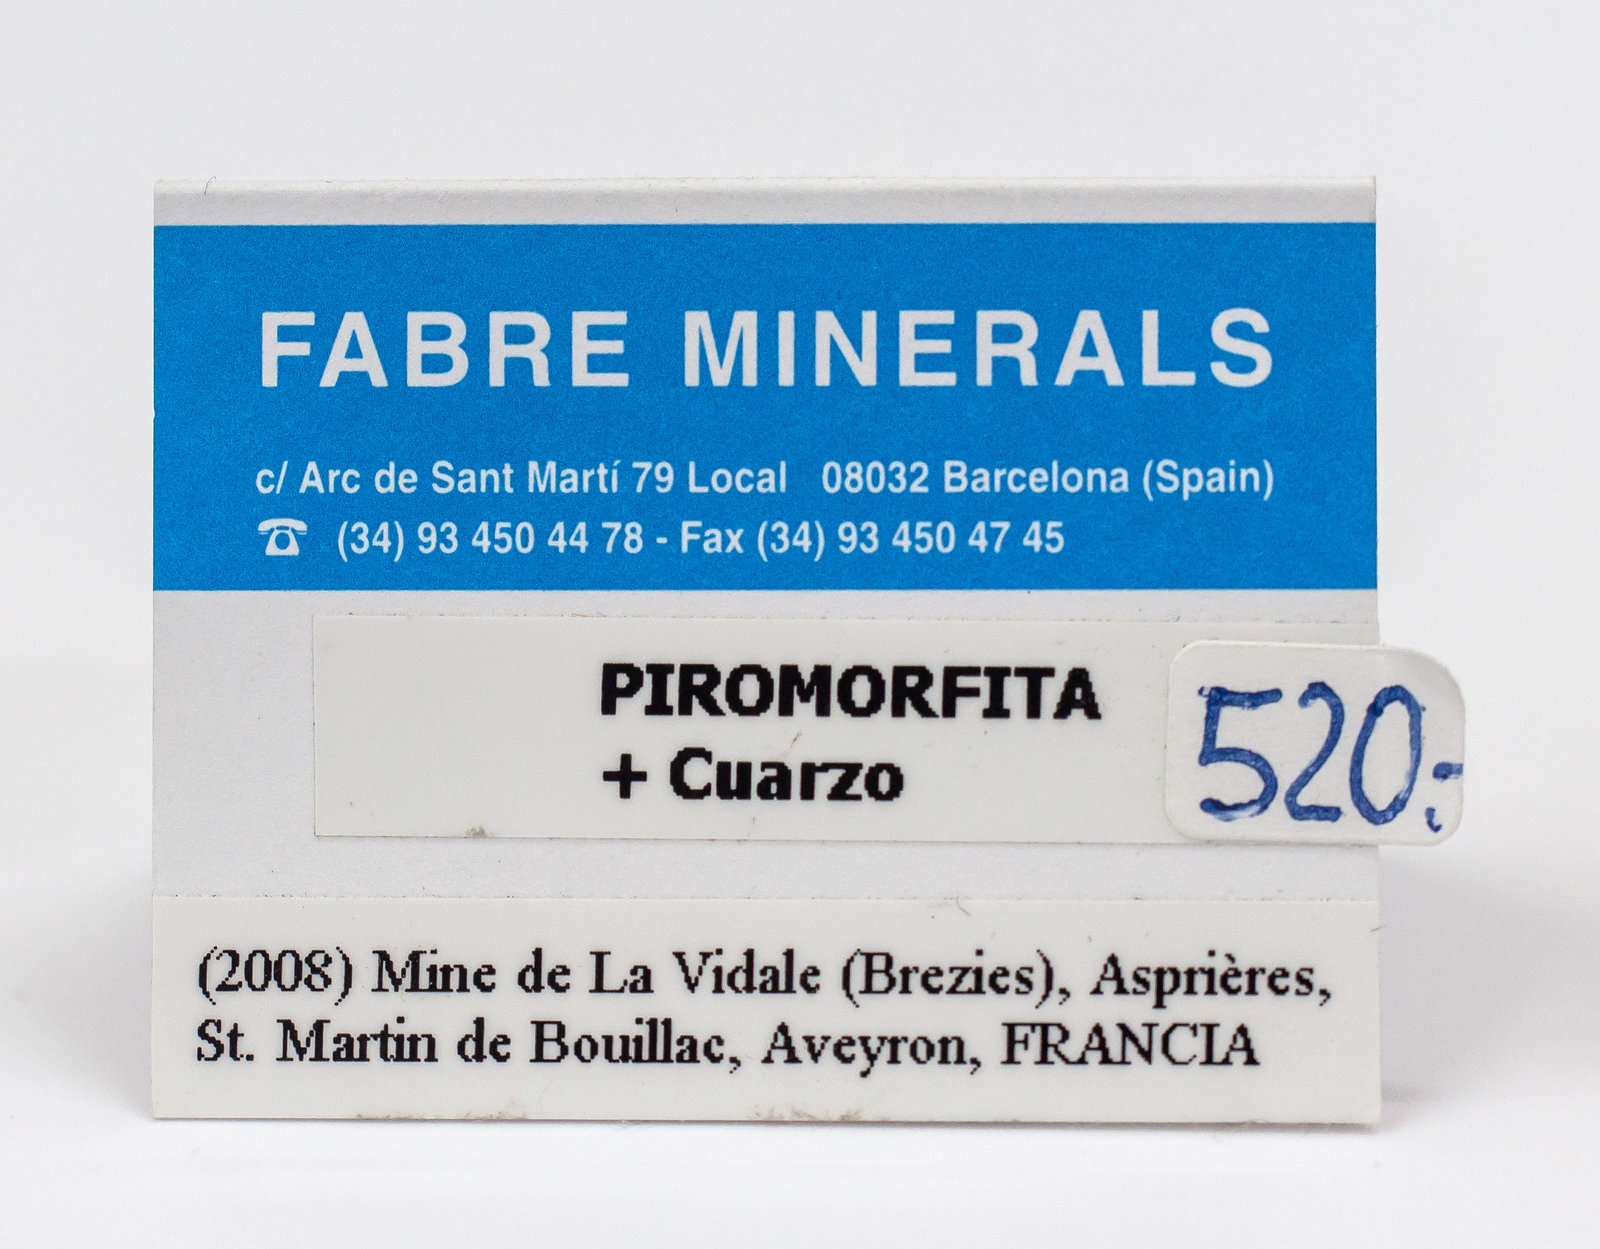 FABRE MINERALS
c/ Arc de Sant Martí 79 Local 08032 Barcelona (Spain)
☎ (34) 93 450 44 78 - Fax (34) 93 450 47 45
PIROMORFITA
+ Cuarzo
520.-
(2008) Mine de La Vidale (Brezies), Asprières,
St. Martin de Bouillac, Aveyron, FRANCIA